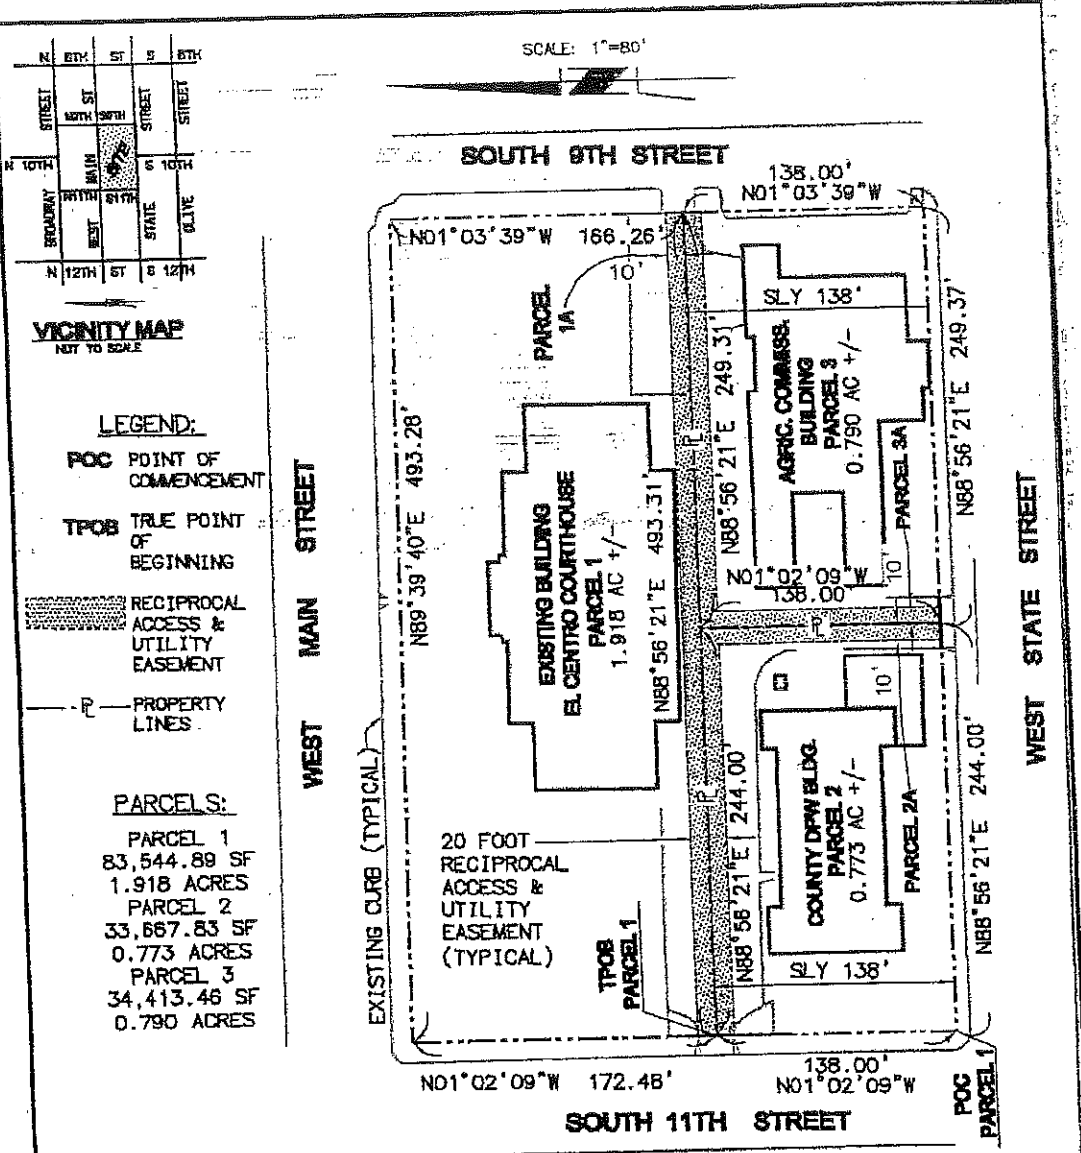 SCALE: 1"=80'
N 8TH ST S 8TH
STREET
ST
STREET
STREET
N 10TH
MAIN
S 10TH
BROADWAY
WEST
STATE
OLIVE
N 12TH ST S 12TH
VICINITY MAP
NOT TO SCALE
LEGEND:
POC POINT OF
COMMENCEMENT
TPOB TRUE POINT
OF
BEGINNING
RECIPROCAL
ACCESS &
UTILITY
EASEMENT
PROPERTY
LINES
PARCELS:
PARCEL 1
83,544.89 SF
1.918 ACRES
PARCEL 2
33,667.83 SF
0.773 ACRES
PARCEL 3
34,413.46 SF
0.790 ACRES
SOUTH 9TH STREET
138.00'
N01°03'39"W
N01°03'39"W 166.26'
10'
PARCEL
1A
SLY 138'
WEST MAIN STREET
EXISTING CURB (TYPICAL)
N89°39'40"E 493.28'
EXISTING BUILDING
EL CENTRO COURTHOUSE
PARCEL 1
1.918 AC +/-
N88°56'21"E 493.31'
N88°56'21"E 249.31'
AGRIC. COMMISS.
BUILDING
PARCEL 3
0.790 AC +/-
PARCEL 3A
10'
N88°56'21"E 249.37'
N01°02'09"W
138.00'
WEST STATE STREET
N88°56'21"E 244.00'
COUNTY DPW BLDG.
PARCEL 2
0.773 AC +/-
10'
PARCEL 2A
N88°56'21"E 244.00'
SLY 138'
20 FOOT
RECIPROCAL
ACCESS &
UTILITY
EASEMENT
(TYPICAL)
TPOB
PARCEL 1
N01°02'09"W 172.48'
138.00'
N01°02'09"W
POC
PARCEL 1
SOUTH 11TH STREET